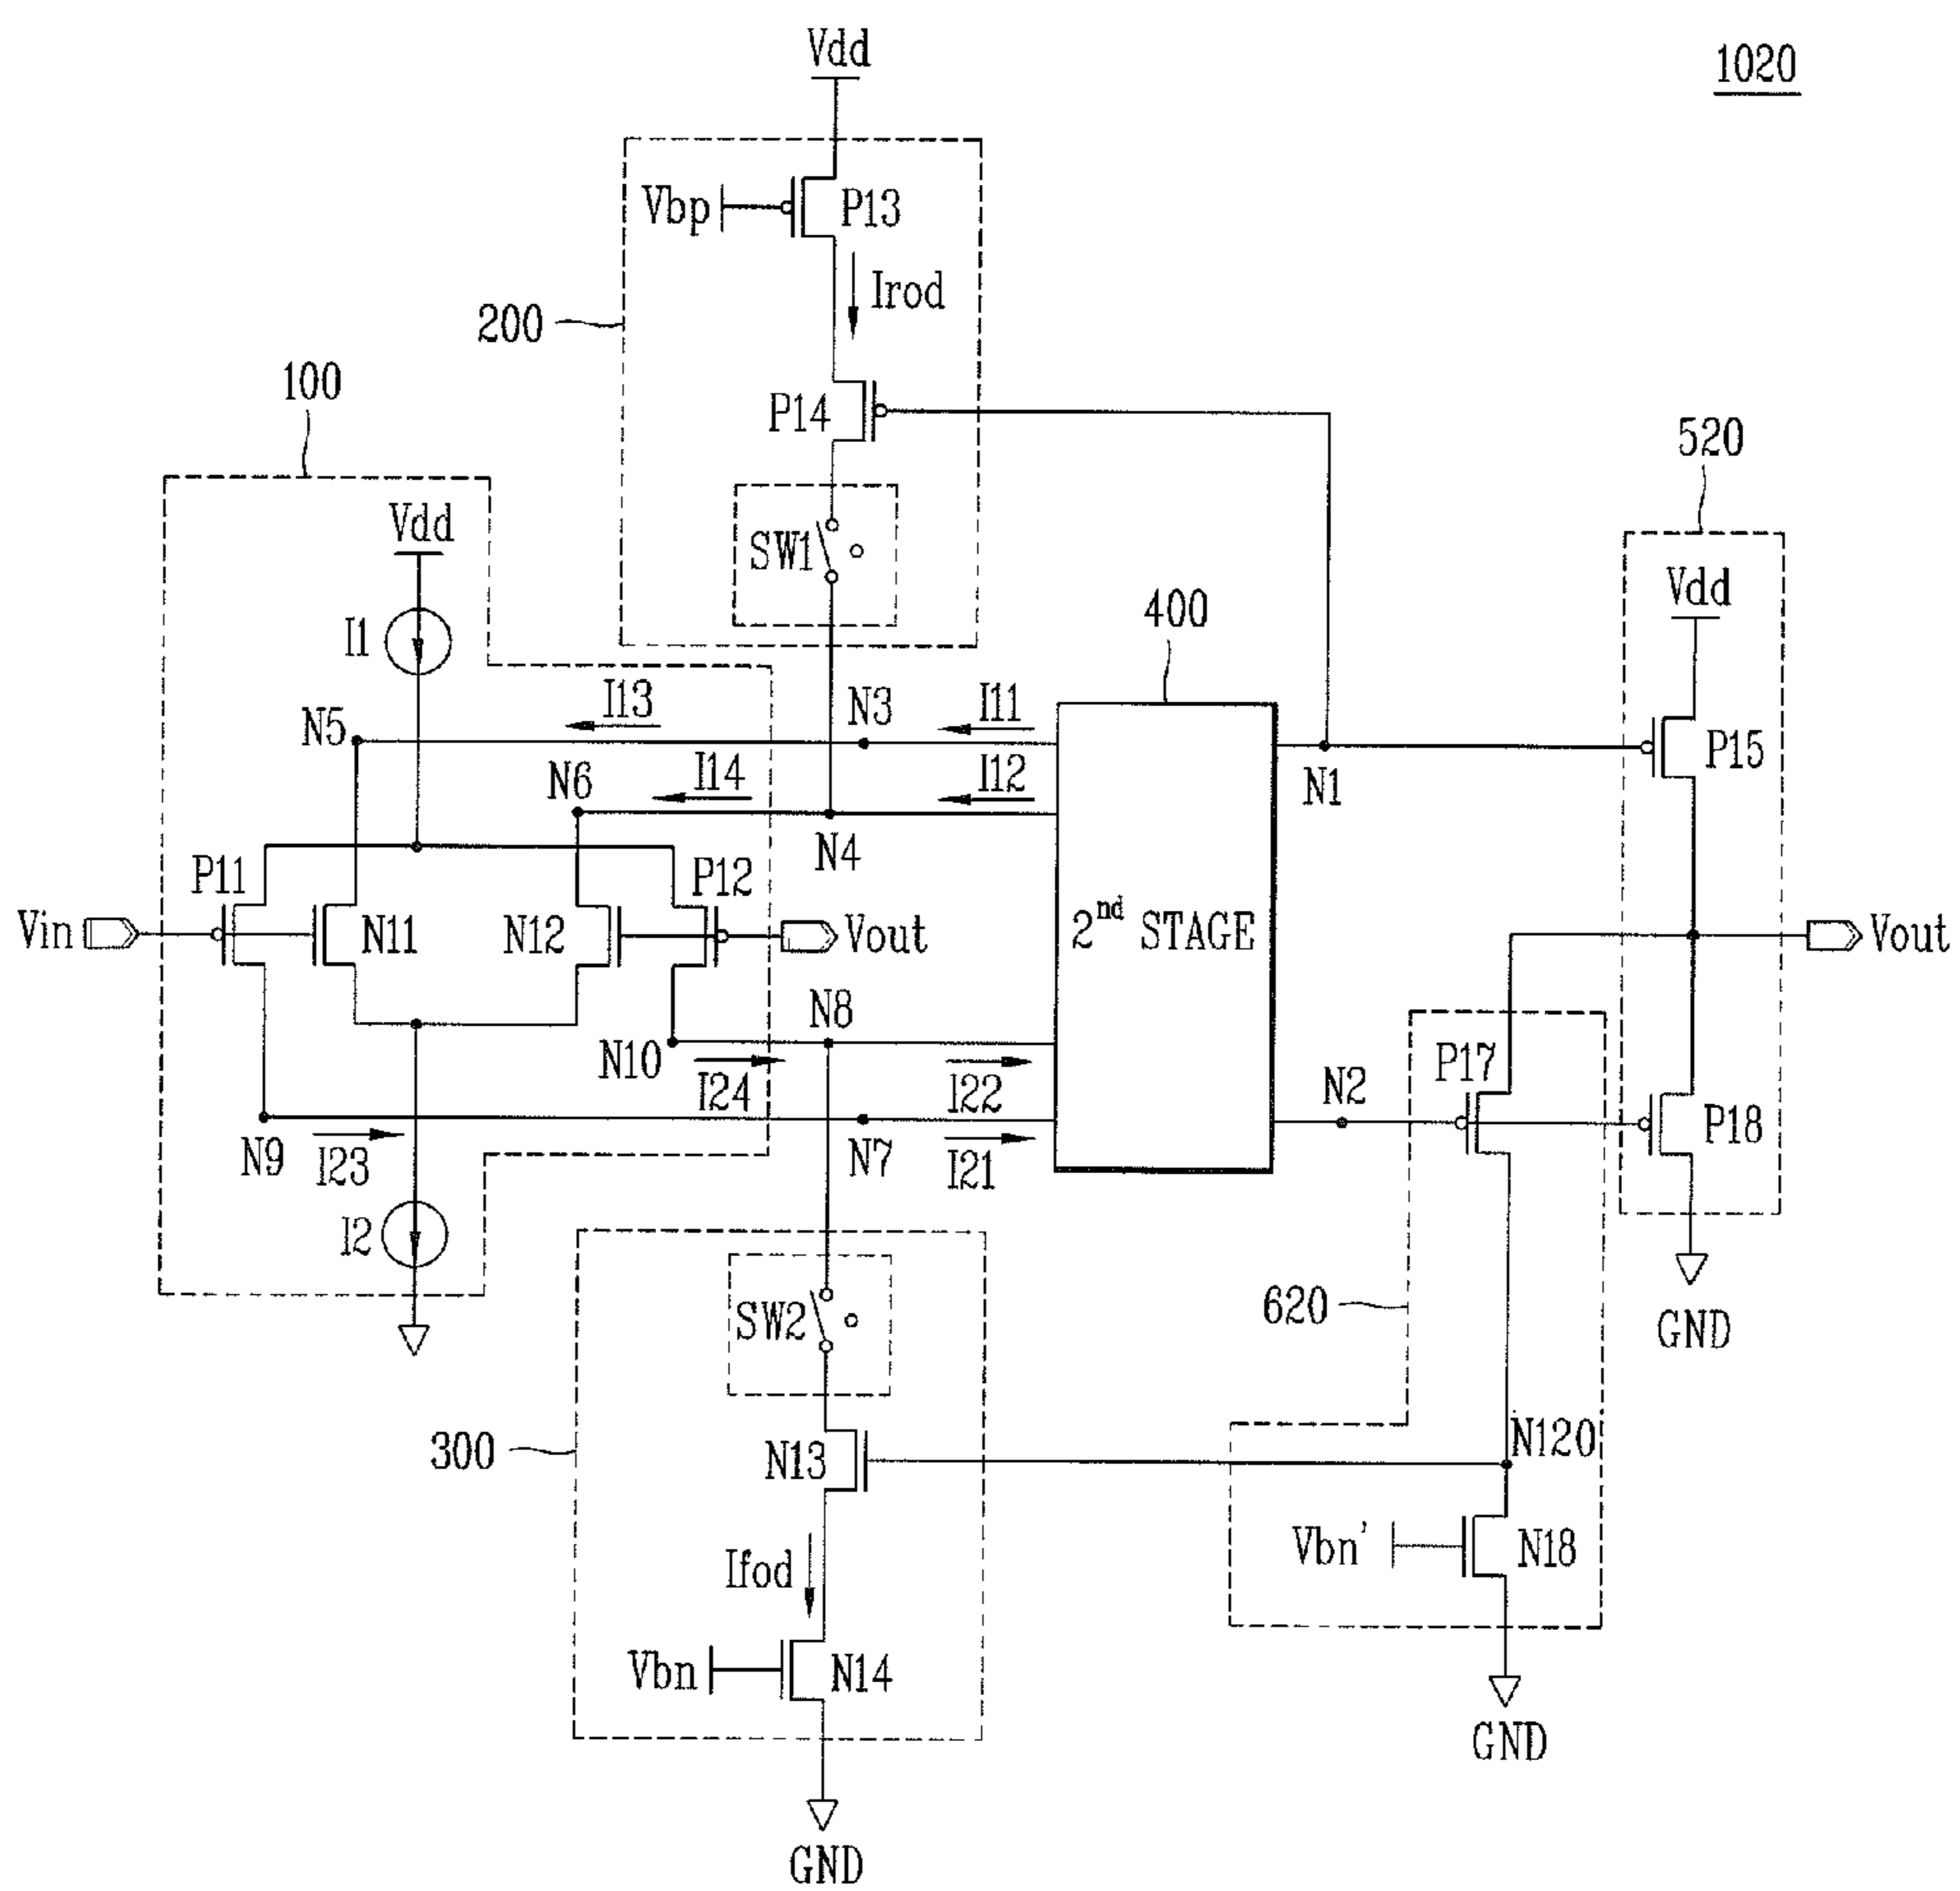 Vdd
1020
Vbp
P13
Irod
200
P14
100
520
Vdd
SW1
Vdd
400
I1
I13
N3
I11
N5
P15
I14
I12
N6
N1
N4
P11
P12
Vin
N11
N12
Vout
2nd STAGE
Vout
N8
P17
N10
N2
I24
I22
P18
N9
I23
N7
I21
I2
SW2
620
GND
300
N13
N120
Vbn'
N18
Ifod
Vbn
N14
GND
GND